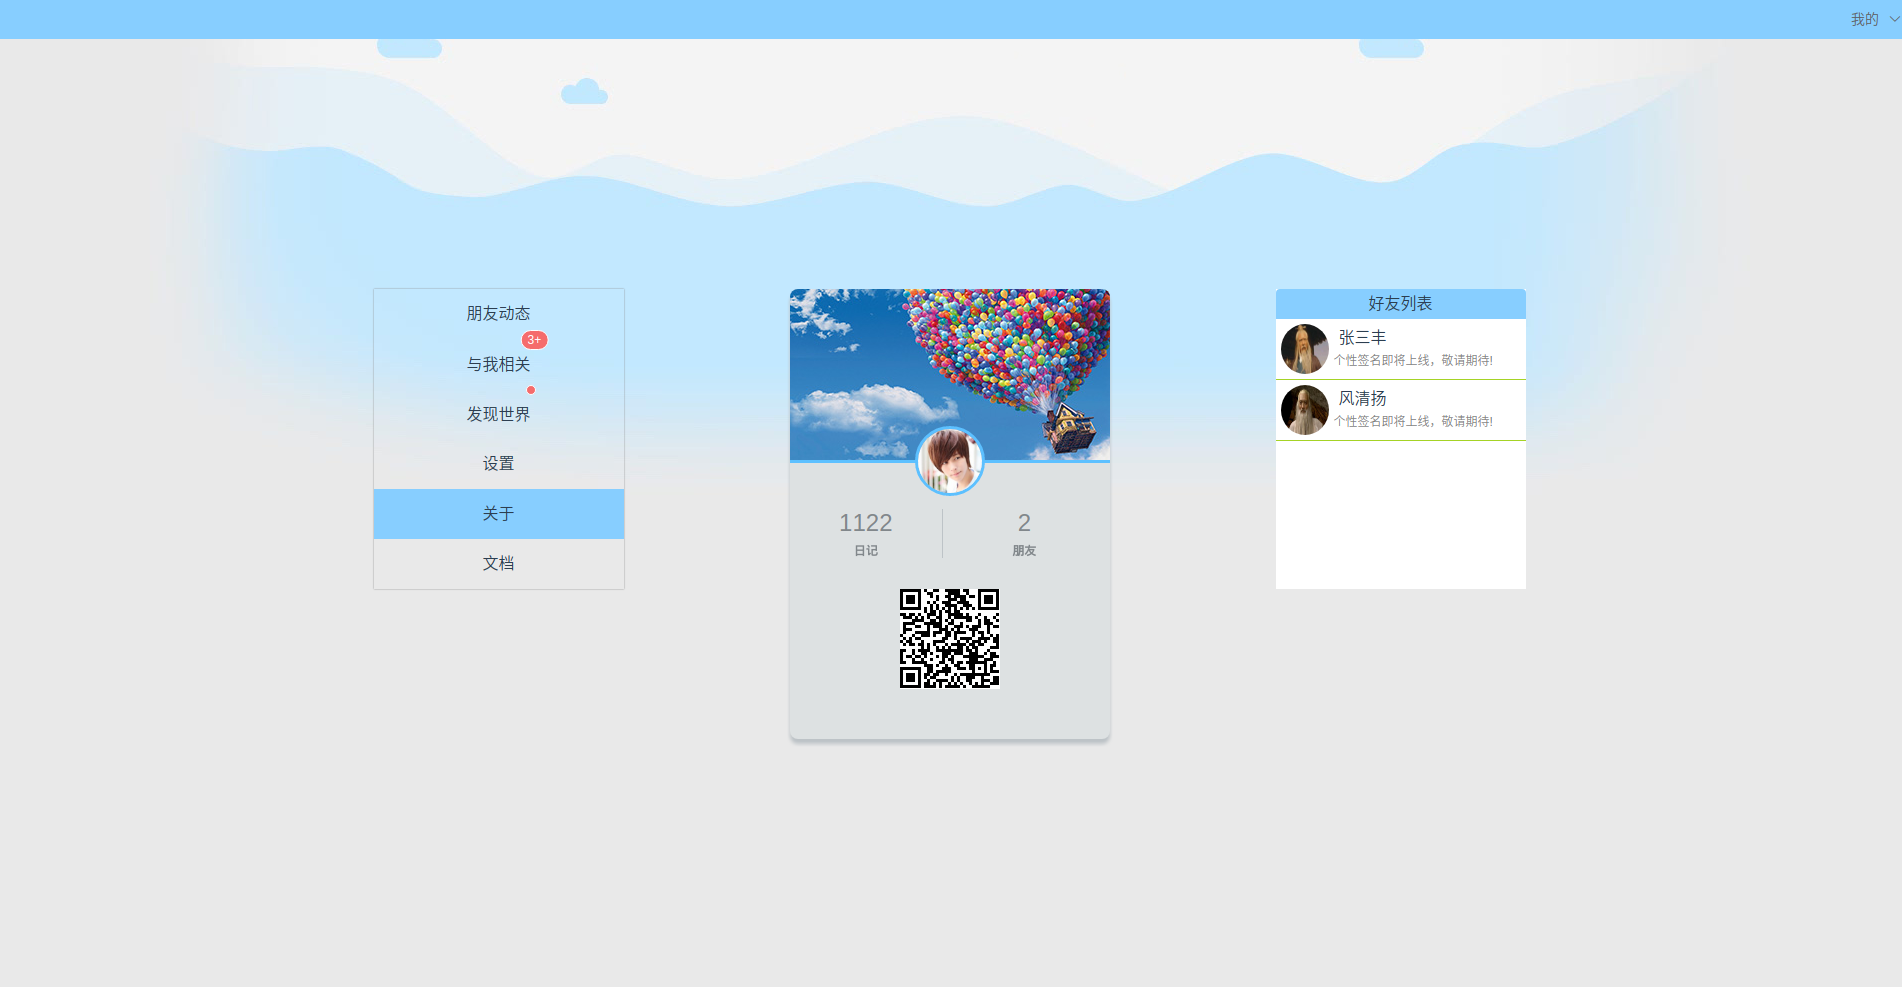 我的
朋友动态
3+
与我相关
发现世界
设置
关于
文档
1122
日记
2
朋友
好友列表
张三丰
个性签名即将上线，敬请期待!
风清扬
个性签名即将上线，敬请期待!